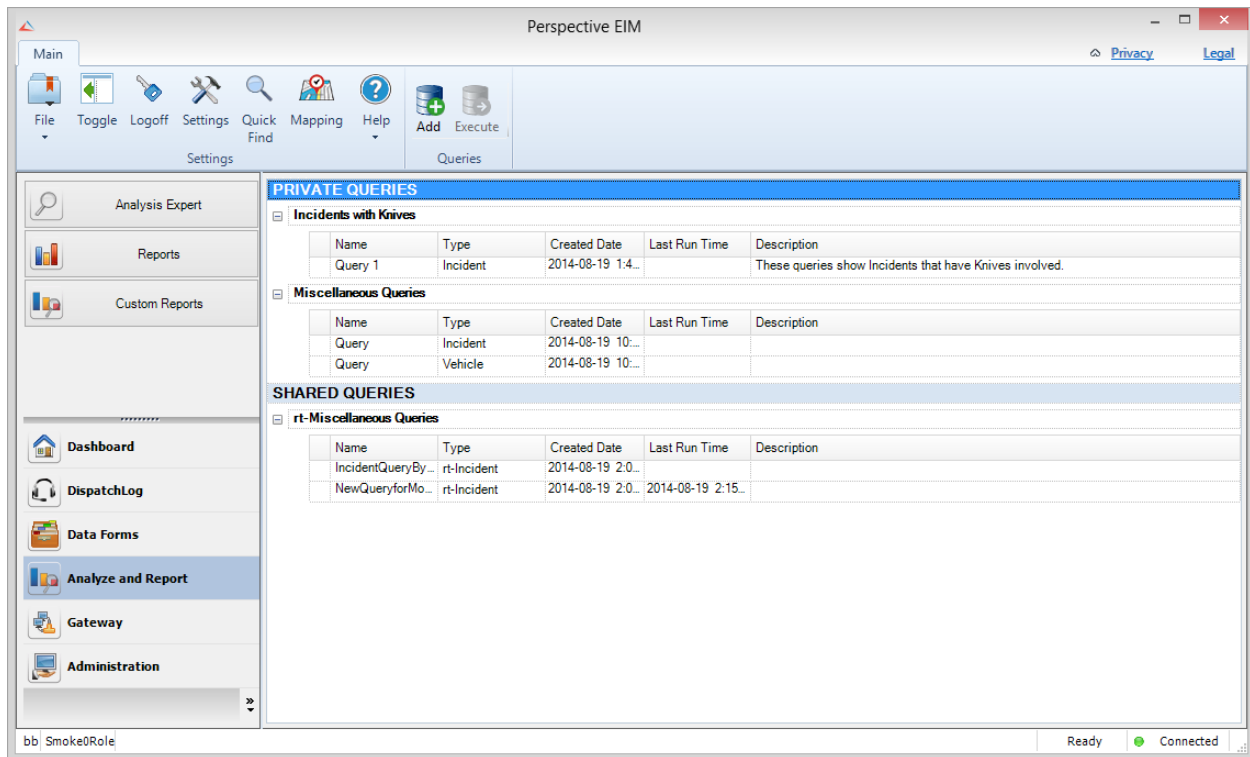 Perspective EIM
Main
Privacy Legal
File Toggle Logoff Settings Quick Find Mapping Help Add Execute
Settings Queries
Analysis Expert
Reports
Custom Reports
Dashboard
DispatchLog
Data Forms
Analyze and Report
Gateway
Administration
PRIVATE QUERIES
Incidents with Knives
Name Type Created Date Last Run Time Description
Query 1 Incident 2014-08-19 1:4... These queries show Incidents that have Knives involved.
Miscellaneous Queries
Name Type Created Date Last Run Time Description
Query Incident 2014-08-19 10:...
Query Vehicle 2014-08-19 10:...
SHARED QUERIES
rt-Miscellaneous Queries
Name Type Created Date Last Run Time Description
IncidentQueryBy... rt-Incident 2014-08-19 2:0...
NewQueryforMo... rt-Incident 2014-08-19 2:0... 2014-08-19 2:15...
bb Smoke0Role Ready Connected